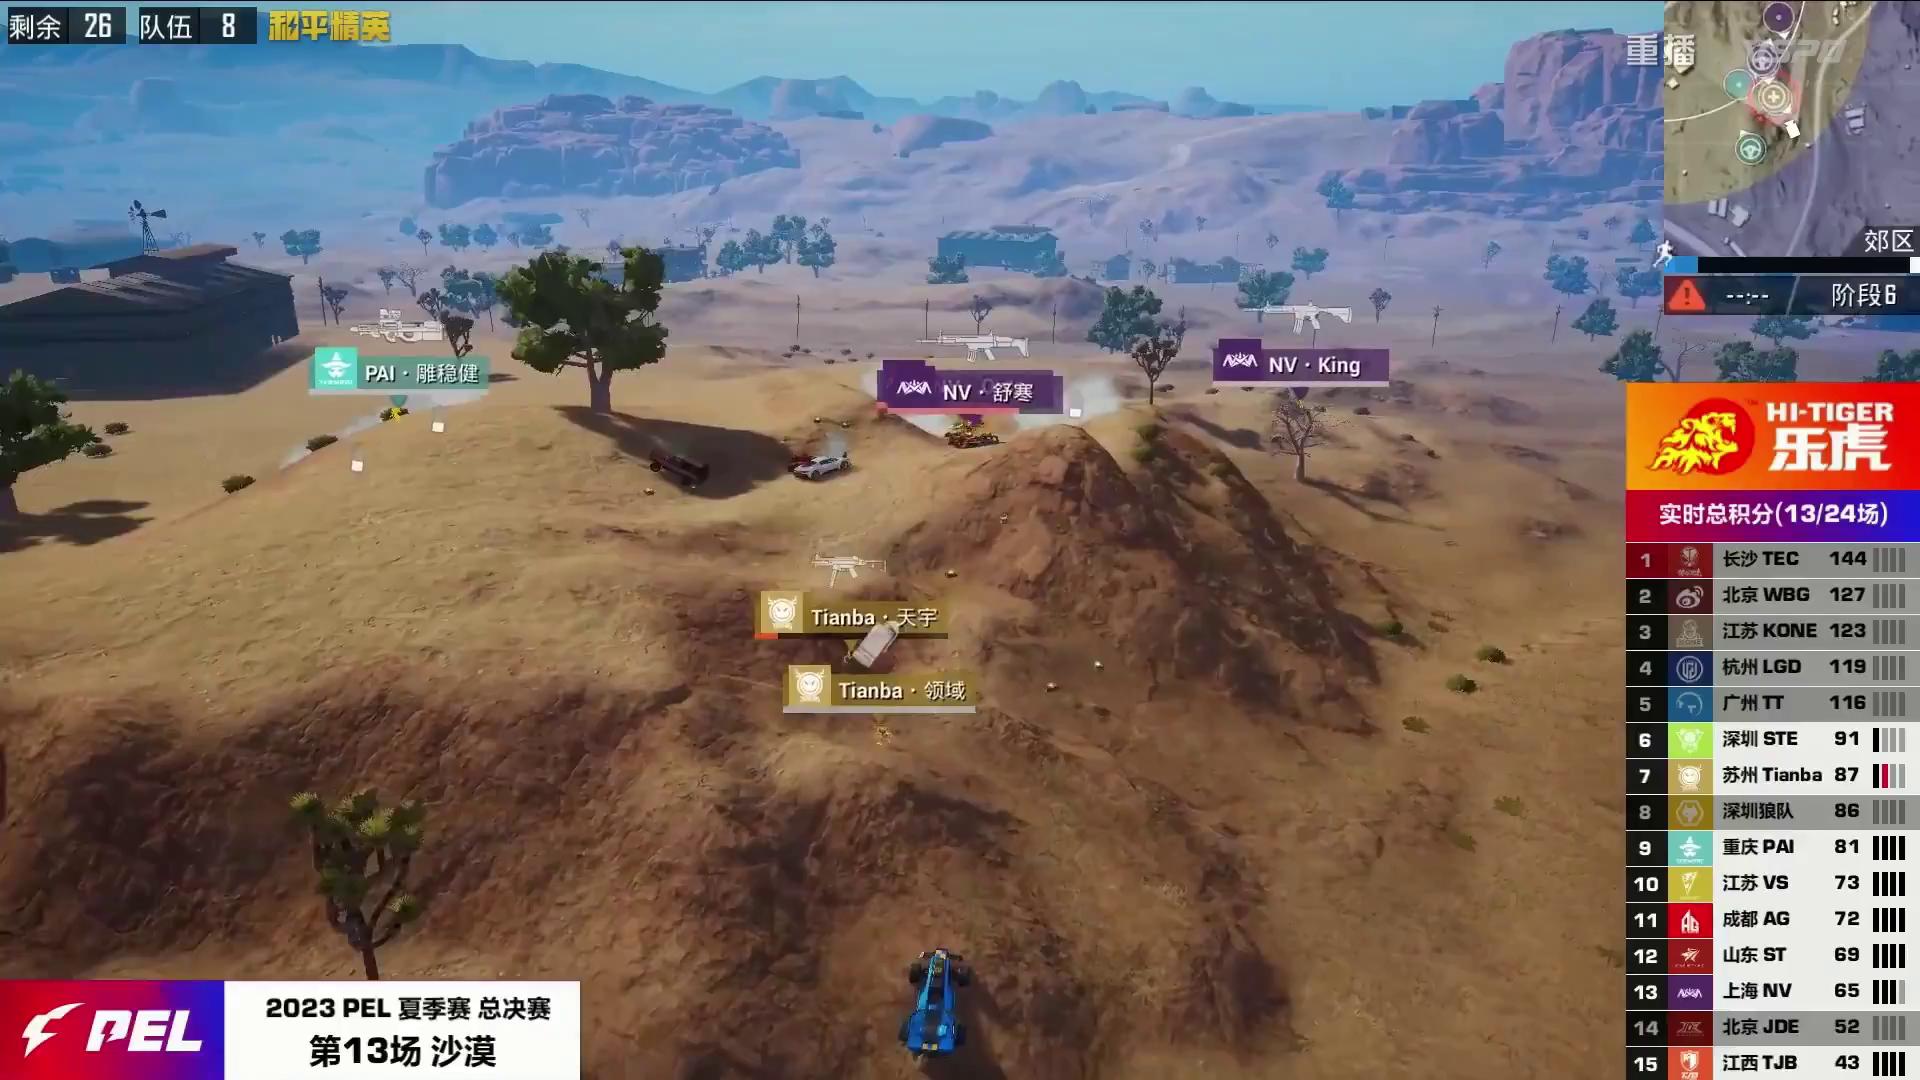 剩余 26 队伍 8 和平精英
重播
郊区
--:-- 阶段6
PAI · 雕稳健
NV · 舒寒
NV · King
Tianba · 天宇
Tianba · 领域
HI-TIGER
乐虎
实时总积分(13/24场)
1 长沙 TEC 144
2 北京 WBG 127
3 江苏 KONE 123
4 杭州 LGD 119
5 广州 TT 116
6 深圳 STE 91
7 苏州 Tianba 87
8 深圳狼队 86
9 重庆 PAI 81
10 江苏 VS 73
11 成都 AG 72
12 山东 ST 69
13 上海 NV 65
14 北京 JDE 52
15 江西 TJB 43
PEL
2023 PEL 夏季赛 总决赛
第13场 沙漠